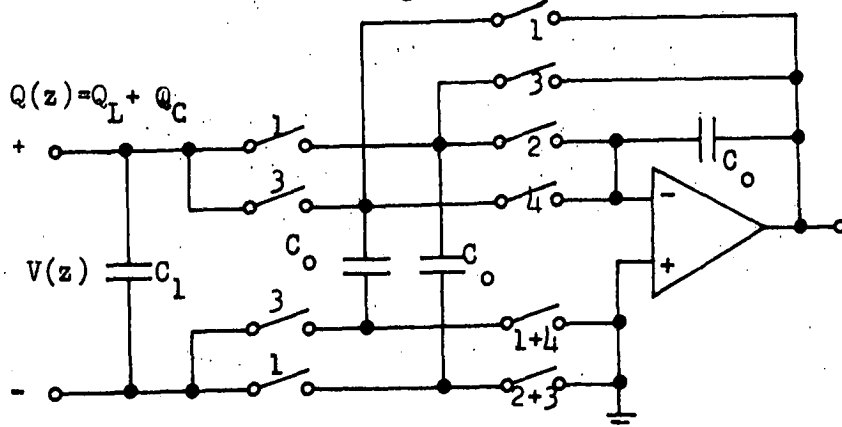 1
Q(z)=Q_L + Q_C
1
3
+
2
C_o
3
4
-
C_o
C_o
V(z)
C_1
+
3
1+4
1
-
2+3